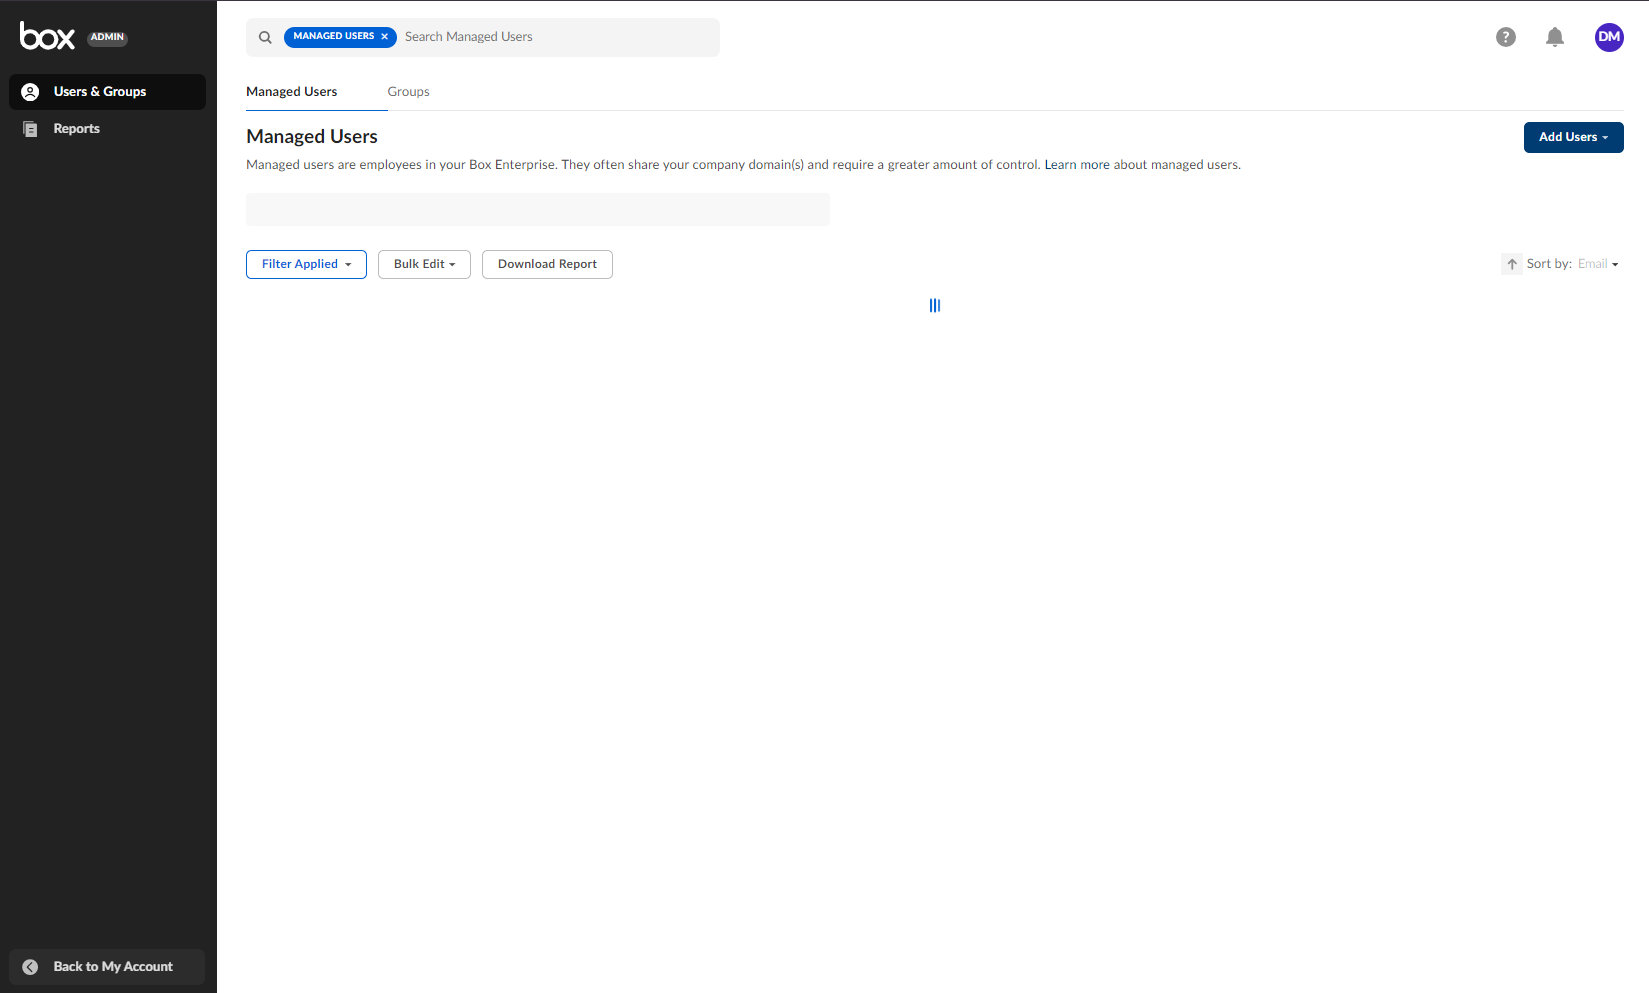 box ADMIN
Users & Groups
Reports
Back to My Account
MANAGED USERS × Search Managed Users
? DM
Managed Users Groups
Managed Users
Add Users
Managed users are employees in your Box Enterprise. They often share your company domain(s) and require a greater amount of control. Learn more about managed users.
Filter Applied Bulk Edit Download Report
Sort by: Email